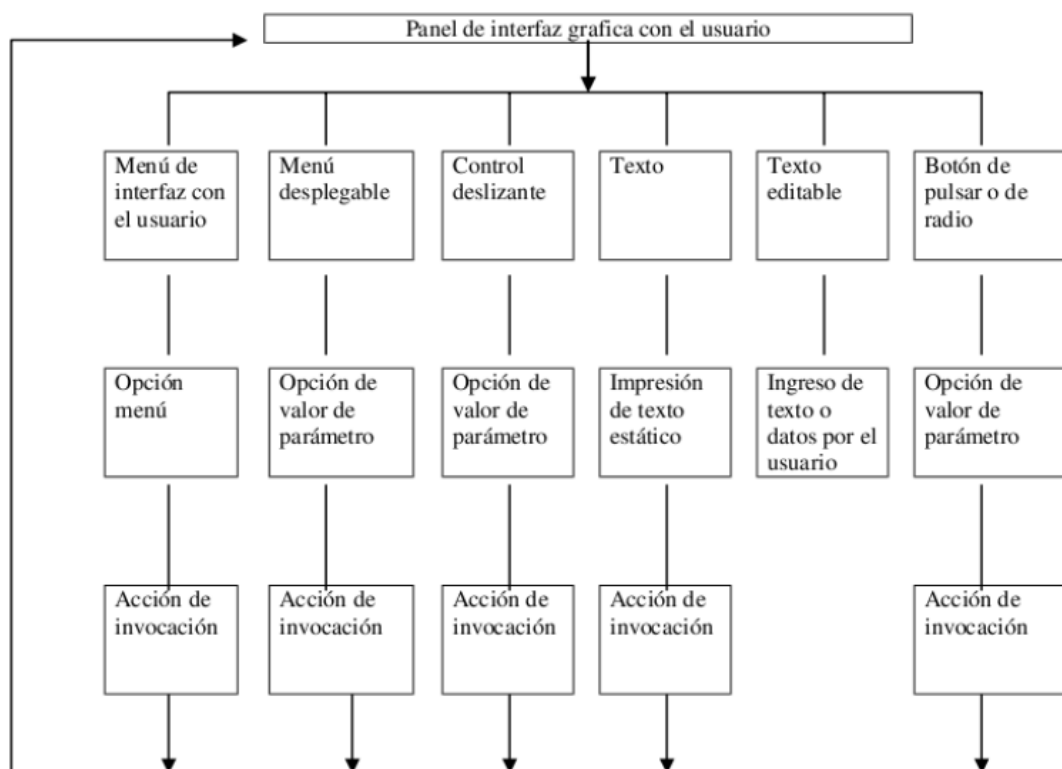 Panel de interfaz grafica con el usuario
Menú de
interfaz con
el usuario
Menú
desplegable
Control
deslizante
Texto
Texto
editable
Botón de
pulsar o de
radio
Opción
menú
Opción de
valor de
parámetro
Opción de
valor de
parámetro
Impresión
de texto
estático
Ingreso de
texto o
datos por el
usuario
Opción de
valor de
parámetro
Acción de
invocación
Acción de
invocación
Acción de
invocación
Acción de
invocación
Acción de
invocación